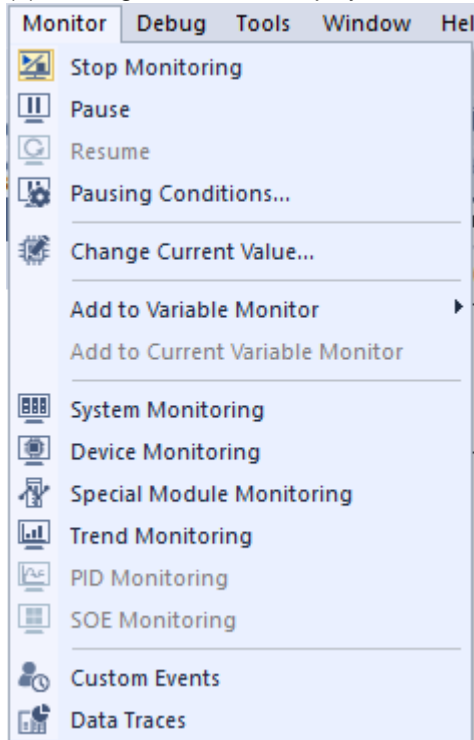 Monitor Debug Tools Window Hel
Stop Monitoring
Pause
Resume
Pausing Conditions...
Change Current Value...
Add to Variable Monitor
Add to Current Variable Monitor
System Monitoring
Device Monitoring
Special Module Monitoring
Trend Monitoring
PID Monitoring
SOE Monitoring
Custom Events
Data Traces